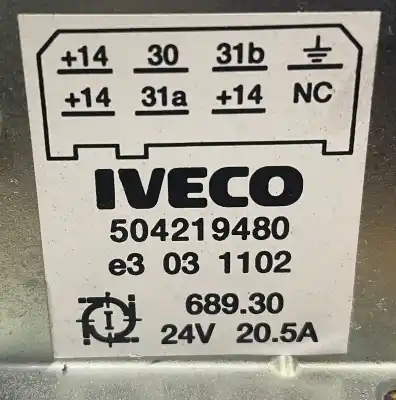 +14 30 31b
+14 31a +14 NC
IVECO
504219480
e3 03 1102
I 689.30
24V 20.5A